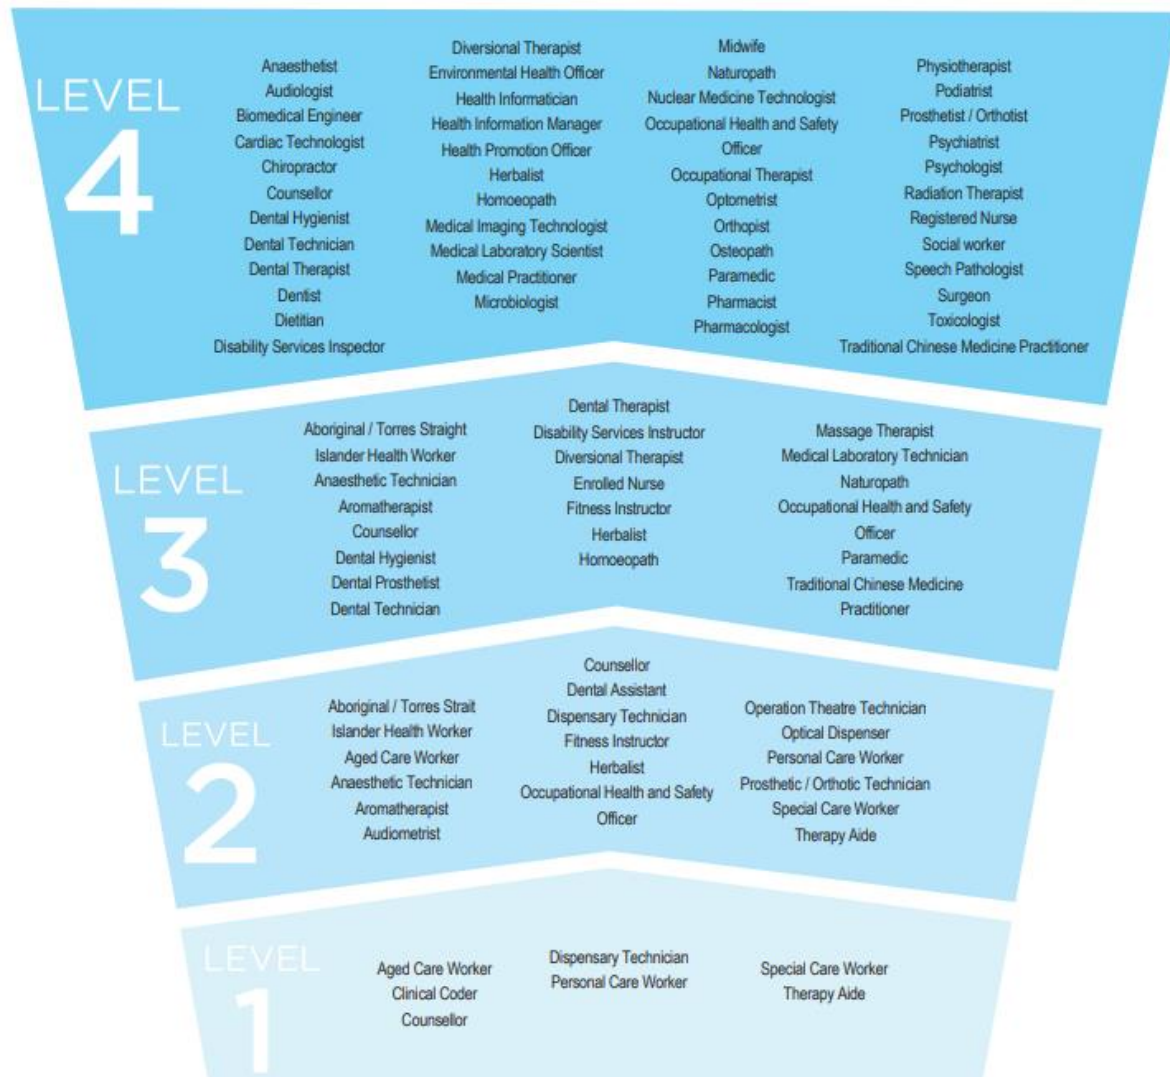 LEVEL
4
Anaesthetist
Audiologist
Biomedical Engineer
Cardiac Technologist
Chiropractor
Counsellor
Dental Hygienist
Dental Technician
Dental Therapist
Dentist
Dietitian
Disability Services Inspector
Diversional Therapist
Environmental Health Officer
Health Informatician
Health Information Manager
Health Promotion Officer
Herbalist
Homoeopath
Medical Imaging Technologist
Medical Laboratory Scientist
Medical Practitioner
Microbiologist
Midwife
Naturopath
Nuclear Medicine Technologist
Occupational Health and Safety
Officer
Occupational Therapist
Optometrist
Orthopist
Osteopath
Paramedic
Pharmacist
Pharmacologist
Physiotherapist
Podiatrist
Prosthetist / Orthotist
Psychiatrist
Psychologist
Radiation Therapist
Registered Nurse
Social worker
Speech Pathologist
Surgeon
Toxicologist
Traditional Chinese Medicine Practitioner
LEVEL
3
Aboriginal / Torres Straight
Islander Health Worker
Anaesthetic Technician
Aromatherapist
Counsellor
Dental Hygienist
Dental Prosthetist
Dental Technician
Dental Therapist
Disability Services Instructor
Diversional Therapist
Enrolled Nurse
Fitness Instructor
Herbalist
Homoeopath
Massage Therapist
Medical Laboratory Technician
Naturopath
Occupational Health and Safety
Officer
Paramedic
Traditional Chinese Medicine
Practitioner
LEVEL
2
Aboriginal / Torres Strait
Islander Health Worker
Aged Care Worker
Anaesthetic Technician
Aromatherapist
Audiometrist
Counsellor
Dental Assistant
Dispensary Technician
Fitness Instructor
Herbalist
Occupational Health and Safety
Officer
Operation Theatre Technician
Optical Dispenser
Personal Care Worker
Prosthetic / Orthotic Technician
Special Care Worker
Therapy Aide
LEVEL
1
Aged Care Worker
Clinical Coder
Counsellor
Dispensary Technician
Personal Care Worker
Special Care Worker
Therapy Aide